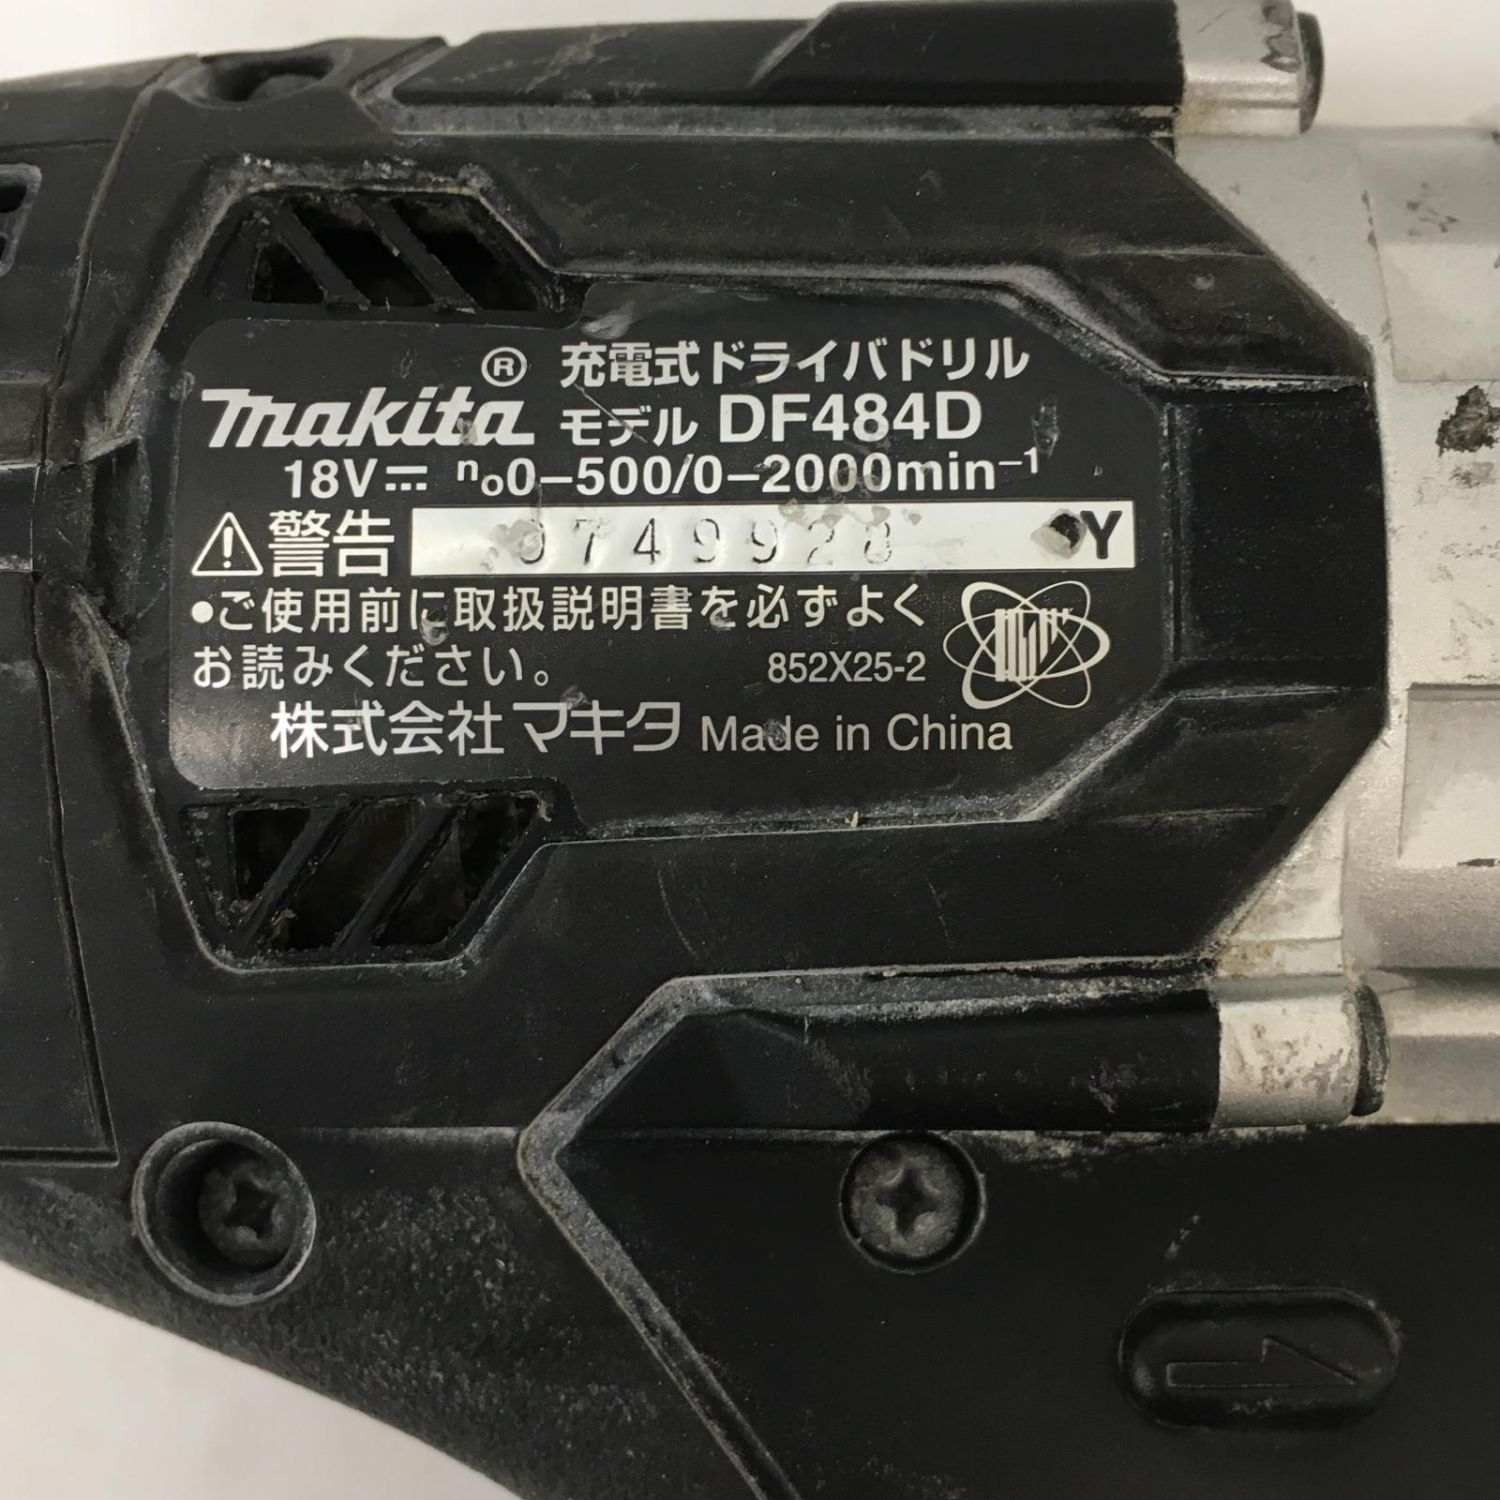 ® 充電式ドライバドリル
makita モデル DF484D
18V⎓ n₀0−500/0−2000min⁻¹
⚠警告 0749928 Y
●ご使用前に取扱説明書を必ずよく
お読みください。 852X25-2
株式会社マキタ Made in China